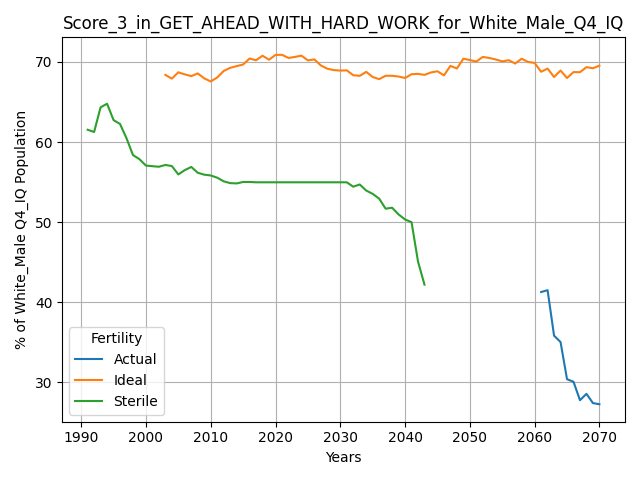 Score_3_in_GET_AHEAD_WITH_HARD_WORK_for_White_Male_Q4_IQ
% of White_Male Q4_IQ Population
70
60
50
40
30
Fertility
Actual
Ideal
Sterile
1990 2000 2010 2020 2030 2040 2050 2060 2070
Years